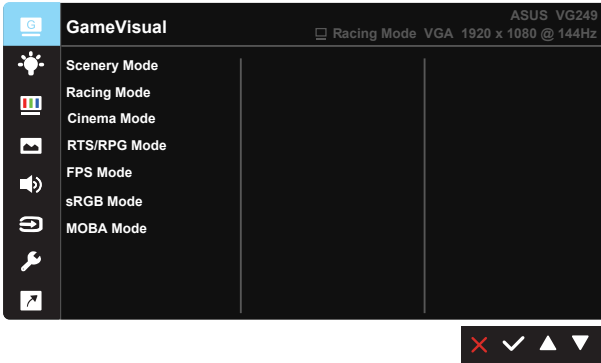 G
GameVisual
ASUS VG249
Racing Mode VGA 1920 x 1080 @ 144Hz
Scenery Mode
Racing Mode
Cinema Mode
RTS/RPG Mode
FPS Mode
sRGB Mode
MOBA Mode